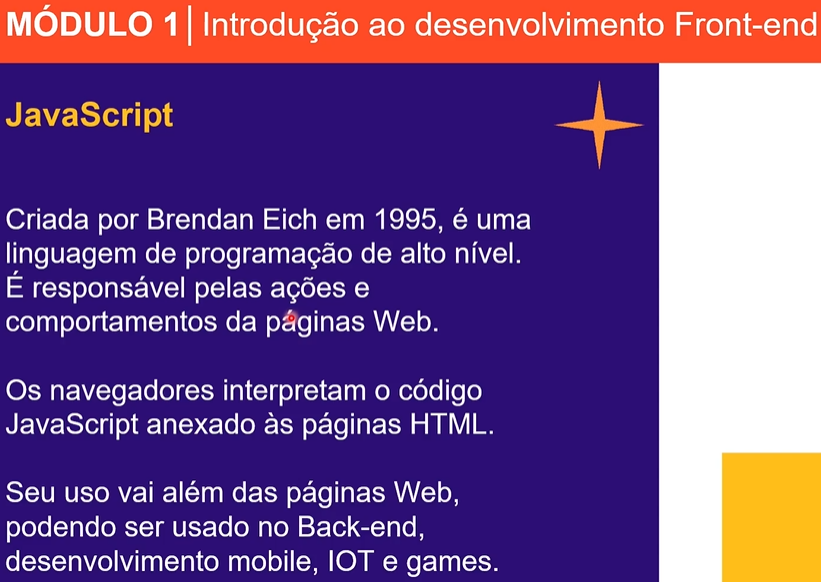 MÓDULO 1| Introdução ao desenvolvimento Front-end
JavaScript
Criada por Brendan Eich em 1995, é uma
linguagem de programação de alto nível.
É responsável pelas ações e
comportamentos da páginas Web.
Os navegadores interpretam o código
JavaScript anexado às páginas HTML.
Seu uso vai além das páginas Web,
podendo ser usado no Back-end,
desenvolvimento mobile, IOT e games.